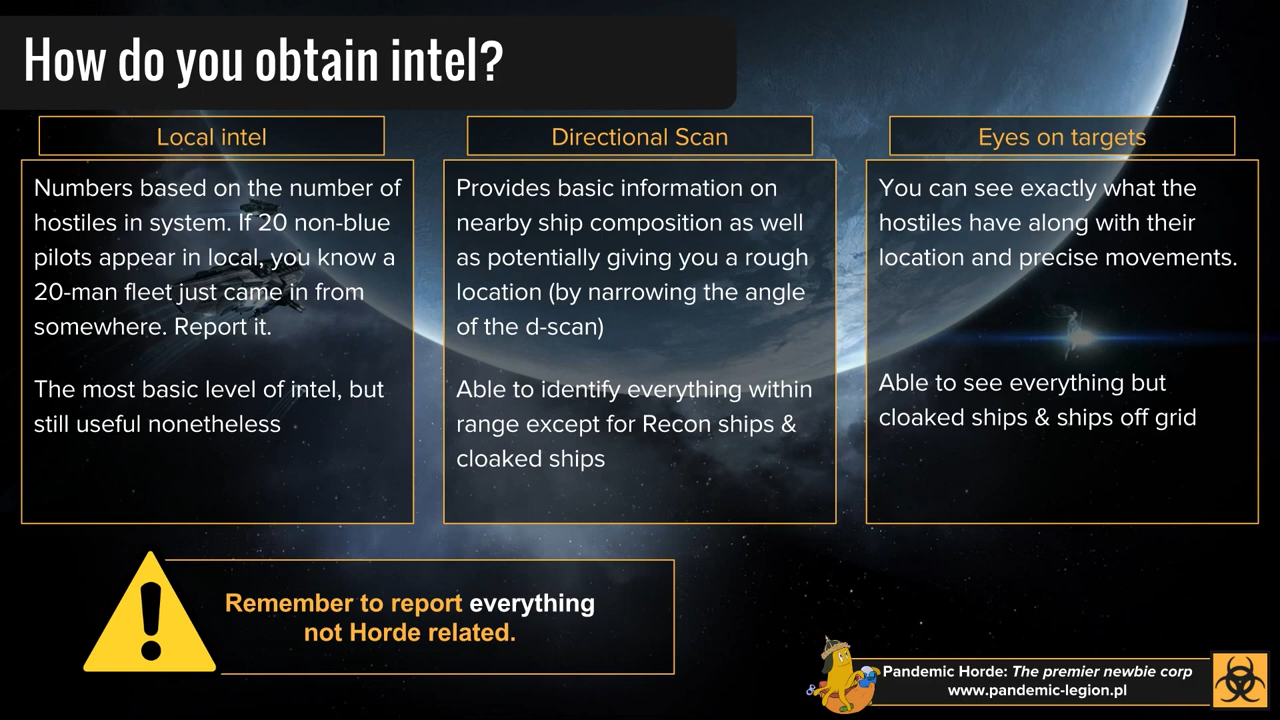 How do you obtain intel?
Local intel
Numbers based on the number of
hostiles in system. If 20 non-blue
pilots appear in local, you know a
20-man fleet just came in from
somewhere. Report it.
The most basic level of intel, but
still useful nonetheless
Directional Scan
Provides basic information on
nearby ship composition as well
as potentially giving you a rough
location (by narrowing the angle
of the d-scan)
Able to identify everything within
range except for Recon ships &
cloaked ships
Eyes on targets
You can see exactly what the
hostiles have along with their
location and precise movements.
Able to see everything but
cloaked ships & ships off grid
Remember to report everything
not Horde related.
Pandemic Horde: The premier newbie corp
www.pandemic-legion.pl